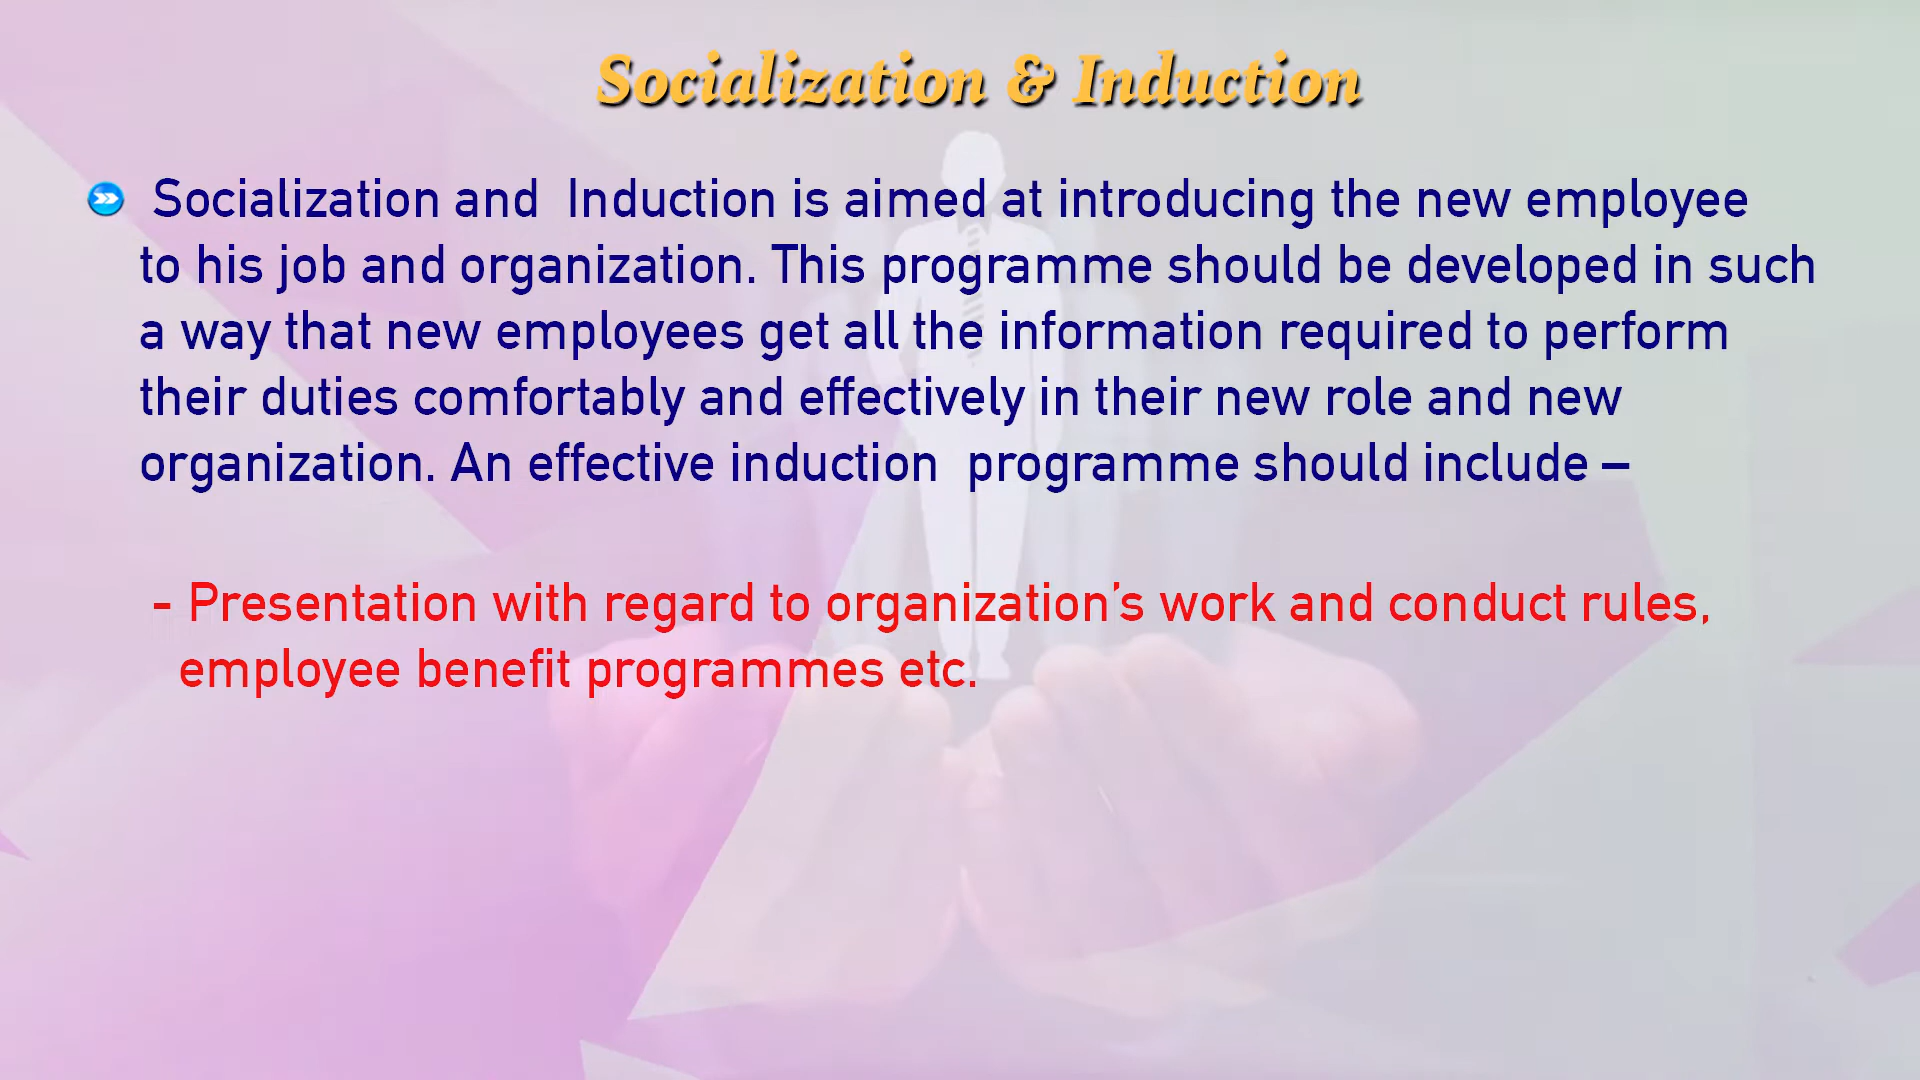 Socialization & Induction
Socialization and Induction is aimed at introducing the new employee
to his job and organization. This programme should be developed in such
a way that new employees get all the information required to perform
their duties comfortably and effectively in their new role and new
organization. An effective induction programme should include –
- Presentation with regard to organization’s work and conduct rules,
employee benefit programmes etc.